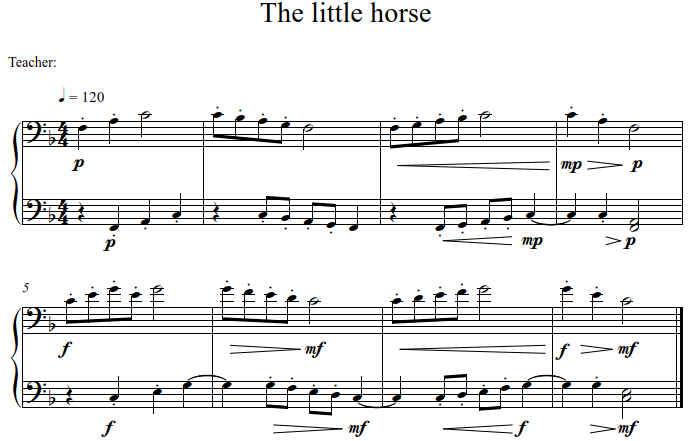 The little horse
Teacher:
♩ = 120
p
mp
p
p
mp
p
5
f
mf
f
mf
f
mf
f
mf